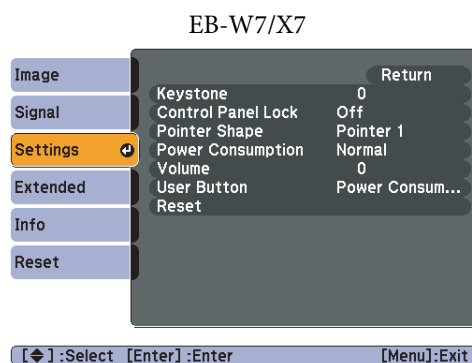 EB-W7/X7
Image
Signal
Settings
Extended
Info
Reset
Return
Keystone 0
Control Panel Lock Off
Pointer Shape Pointer 1
Power Consumption Normal
Volume 0
User Button Power Consum...
Reset
[◆] :Select [Enter] :Enter [Menu]:Exit